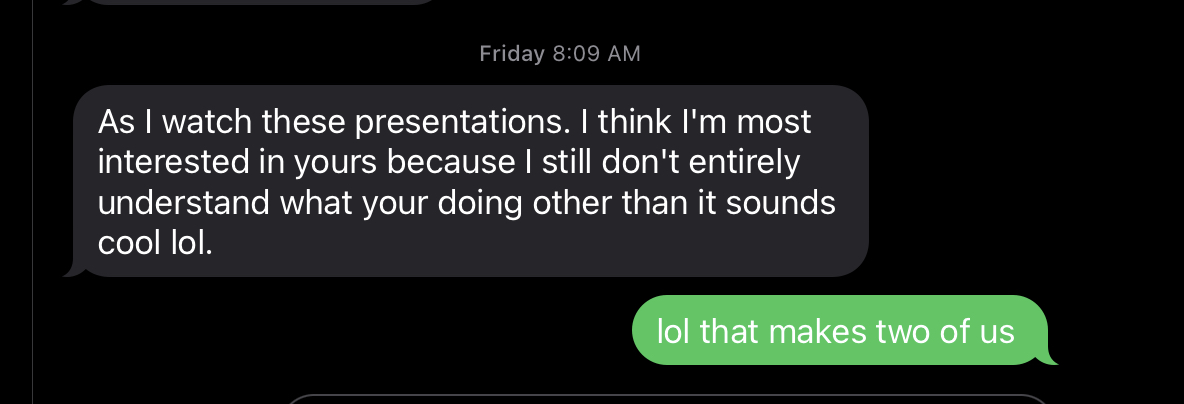 Friday 8:09 AM
As I watch these presentations. I think I'm most
interested in yours because I still don't entirely
understand what your doing other than it sounds
cool lol.
lol that makes two of us